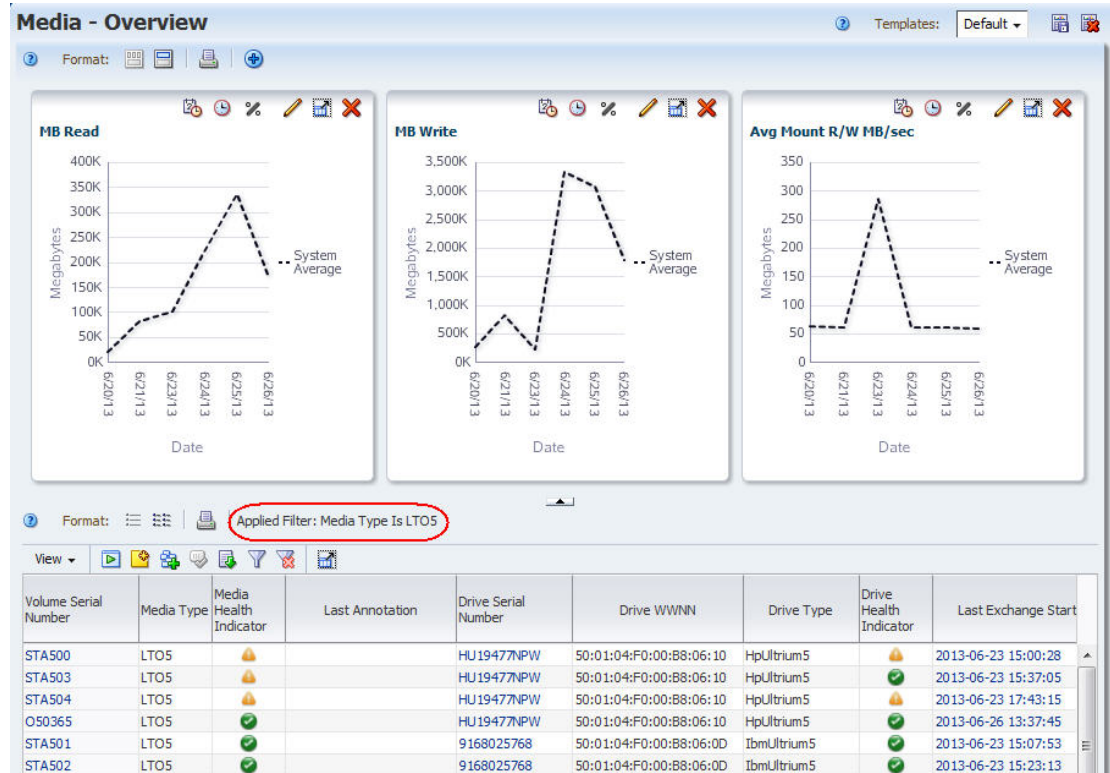 Media - Overview
Templates: Default
Format:
MB Read
400K
350K
300K
250K
200K
150K
100K
50K
0K
Megabytes
6/20/13
6/21/13
6/23/13
6/24/13
6/25/13
6/26/13
Date
System
Average
MB Write
3,500K
3,000K
2,500K
2,000K
1,500K
1,000K
500K
0K
Megabytes
6/20/13
6/21/13
6/23/13
6/24/13
6/25/13
6/26/13
Date
System
Average
Avg Mount R/W MB/sec
350
300
250
200
150
100
50
0
Megabytes
6/20/13
6/21/13
6/23/13
6/24/13
6/25/13
6/26/13
Date
System
Average
Format: Applied Filter: Media Type Is LTO5
View
Volume Serial Number Media Type Media Health Indicator Last Annotation Drive Serial Number Drive WWNN Drive Type Drive Health Indicator Last Exchange Start
STA500 LTO5 HU19477NPW 50:01:04:F0:00:B8:06:10 HpUltrium5 2013-06-23 15:00:28
STA503 LTO5 HU19477NPW 50:01:04:F0:00:B8:06:10 HpUltrium5 2013-06-23 15:37:05
STA504 LTO5 HU19477NPW 50:01:04:F0:00:B8:06:10 HpUltrium5 2013-06-23 17:43:15
O50365 LTO5 HU19477NPW 50:01:04:F0:00:B8:06:10 HpUltrium5 2013-06-26 13:37:45
STA501 LTO5 9168025768 50:01:04:F0:00:B8:06:0D IbmUltrium5 2013-06-23 15:07:53
STA502 LTO5 9168025768 50:01:04:F0:00:B8:06:0D IbmUltrium5 2013-06-23 15:23:13